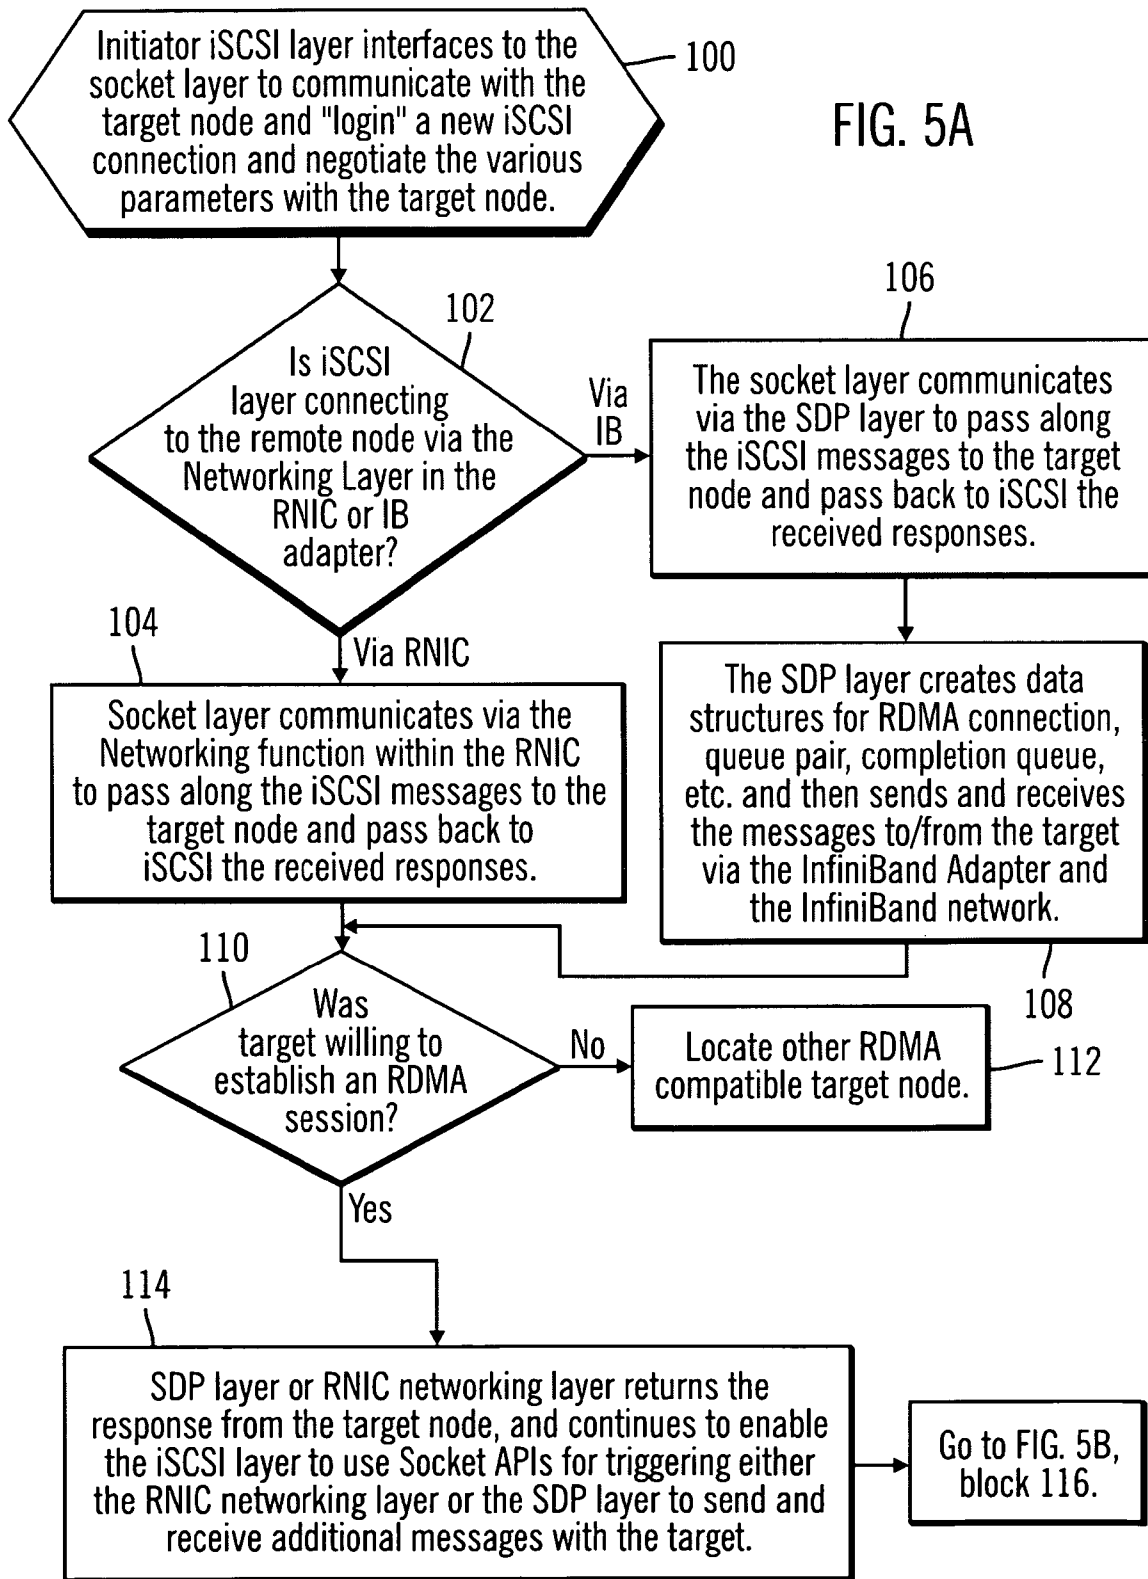 Initiator iSCSI layer interfaces to the
socket layer to communicate with the
target node and "login" a new iSCSI
connection and negotiate the various
parameters with the target node.
100
FIG. 5A
102
Is iSCSI
layer connecting
to the remote node via the
Networking Layer in the
RNIC or IB
adapter?
Via
IB
106
The socket layer communicates
via the SDP layer to pass along
the iSCSI messages to the target
node and pass back to iSCSI the
received responses.
104
Via RNIC
Socket layer communicates via the
Networking function within the RNIC
to pass along the iSCSI messages to the
target node and pass back to
iSCSI the received responses.
The SDP layer creates data
structures for RDMA connection,
queue pair, completion queue,
etc. and then sends and receives
the messages to/from the target
via the InfiniBand Adapter and
the InfiniBand network.
108
110
Was
target willing to
establish an RDMA
session?
No
Locate other RDMA
compatible target node.
112
Yes
114
SDP layer or RNIC networking layer returns the
response from the target node, and continues to enable
the iSCSI layer to use Socket APIs for triggering either
the RNIC networking layer or the SDP layer to send and
receive additional messages with the target.
Go to FIG. 5B,
block 116.